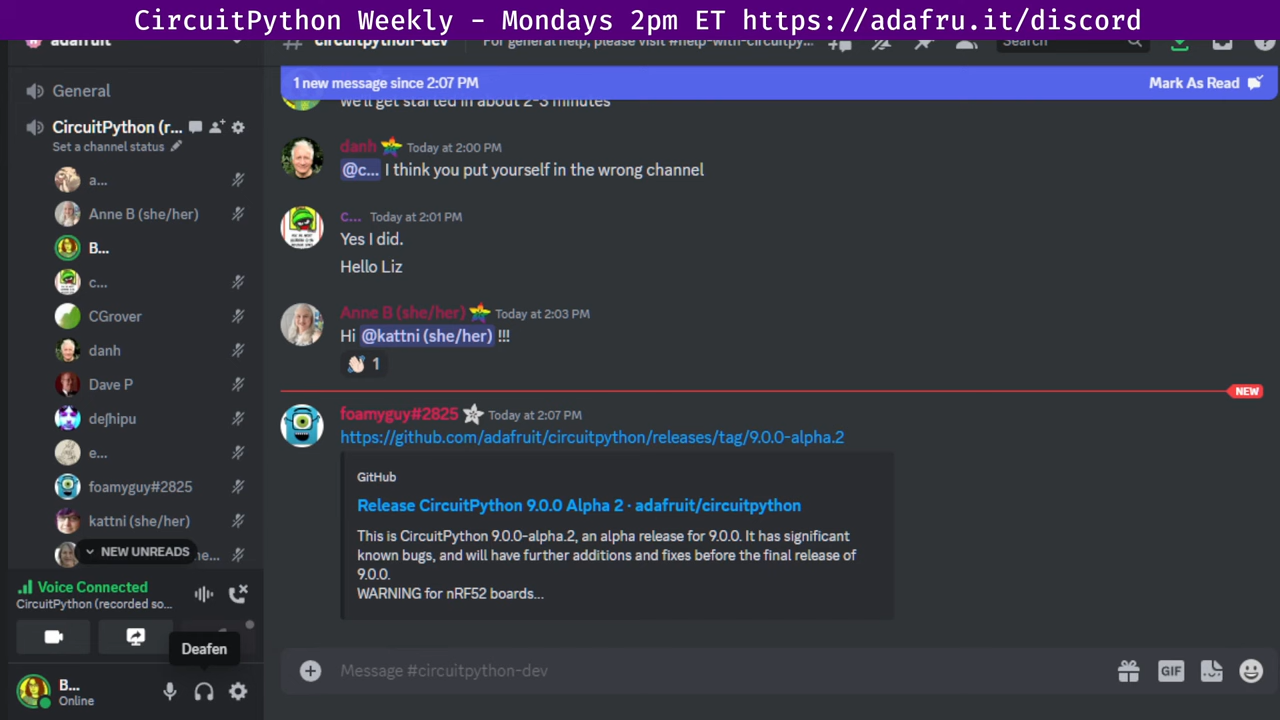 CircuitPython Weekly - Mondays 2pm ET https://adafru.it/discord
adafruit
circuitpython-dev
For general help, please visit #help-with-circuitpy...
Search
General
CircuitPython (r...
Set a channel status
a...
Anne B (she/her)
B...
c...
CGrover
danh
Dave P
deʃhipu
e...
foamyguy#2825
kattni (she/her)
NEW UNREADS
ne...
Voice Connected
CircuitPython (recorded so...
Deafen
B...
Online
1 new message since 2:07 PM
Mark As Read
we'll get started in about 2-3 minutes
danh Today at 2:00 PM
@c... I think you put yourself in the wrong channel
c... Today at 2:01 PM
Yes I did.
Hello Liz
Anne B (she/her) Today at 2:03 PM
Hi @kattni (she/her) !!!
1
NEW
foamyguy#2825 Today at 2:07 PM
https://github.com/adafruit/circuitpython/releases/tag/9.0.0-alpha.2
GitHub
Release CircuitPython 9.0.0 Alpha 2 · adafruit/circuitpython
This is CircuitPython 9.0.0-alpha.2, an alpha release for 9.0.0. It has significant
known bugs, and will have further additions and fixes before the final release of
9.0.0.
WARNING for nRF52 boards...
Message #circuitpython-dev
GIF